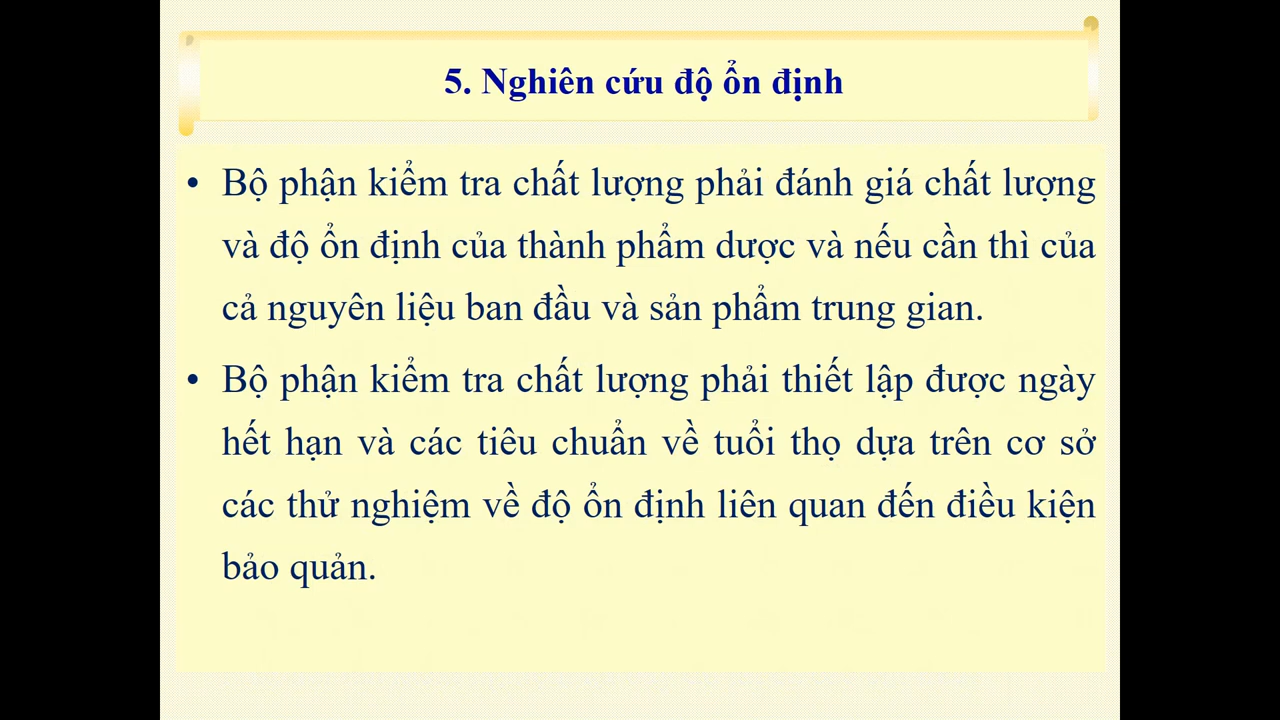 5. Nghiên cứu độ ổn định
• Bộ phận kiểm tra chất lượng phải đánh giá chất lượng
và độ ổn định của thành phẩm dược và nếu cần thì của
cả nguyên liệu ban đầu và sản phẩm trung gian.
• Bộ phận kiểm tra chất lượng phải thiết lập được ngày
hết hạn và các tiêu chuẩn về tuổi thọ dựa trên cơ sở
các thử nghiệm về độ ổn định liên quan đến điều kiện
bảo quản.